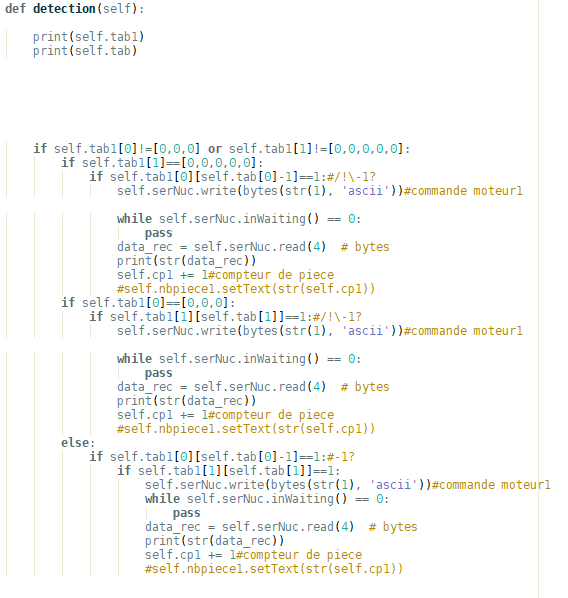 def detection(self):
print(self.tab1)
print(self.tab)
if self.tab1[0]!=[0,0,0] or self.tab1[1]!=[0,0,0,0,0]:
if self.tab1[1]==[0,0,0,0,0]:
if self.tab1[0][self.tab[0]-1]==1:#/!\-1?
self.serNuc.write(bytes(str(1), 'ascii'))#commande moteur1
while self.serNuc.inWaiting() == 0:
pass
data_rec = self.serNuc.read(4)  # bytes
print(str(data_rec))
self.cp1 += 1#compteur de piece
#self.nbpiece1.setText(str(self.cp1))
if self.tab1[0]==[0,0,0]:
if self.tab1[1][self.tab[1]]==1:#/!\-1?
self.serNuc.write(bytes(str(1), 'ascii'))#commande moteur1
while self.serNuc.inWaiting() == 0:
pass
data_rec = self.serNuc.read(4)  # bytes
print(str(data_rec))
self.cp1 += 1#compteur de piece
#self.nbpiece1.setText(str(self.cp1))
else:
if self.tab1[0][self.tab[0]-1]==1:#-1?
if self.tab1[1][self.tab[1]]==1:
self.serNuc.write(bytes(str(1), 'ascii'))#commande moteur1
while self.serNuc.inWaiting() == 0:
pass
data_rec = self.serNuc.read(4)  # bytes
print(str(data_rec))
self.cp1 += 1#compteur de piece
#self.nbpiece1.setText(str(self.cp1))